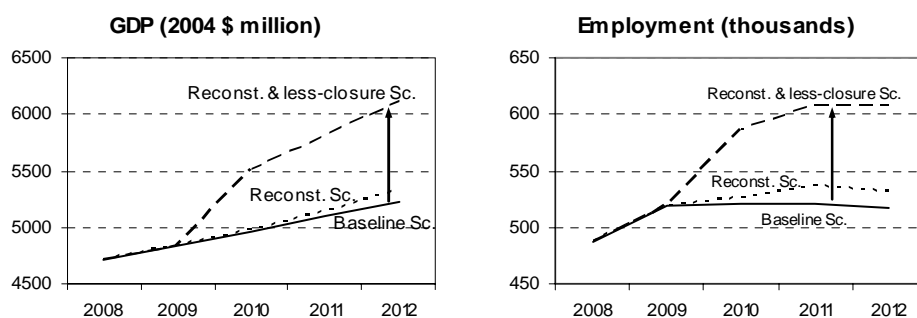 GDP (2004 $ million)
6500
6000
5500
5000
4500
Reconst. & less-closure Sc.
Reconst. Sc.
Baseline Sc.
2008 2009 2010 2011 2012
Employment (thousands)
650
600
550
500
450
Reconst. & less-closure Sc.
Reconst. Sc.
Baseline Sc.
2008 2009 2010 2011 2012